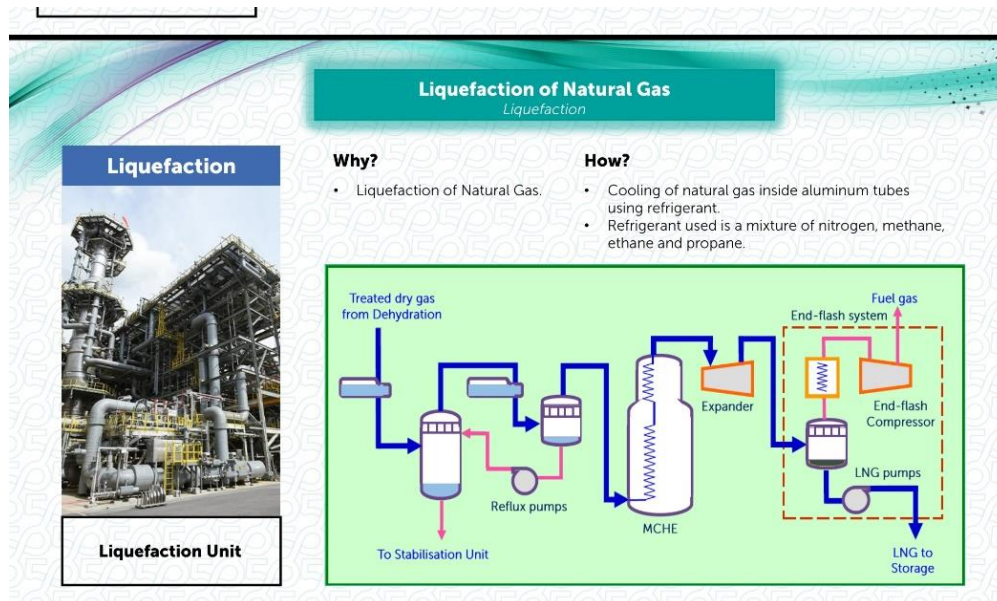 Liquefaction of Natural Gas
Liquefaction
Liquefaction
Liquefaction Unit
Why?
• Liquefaction of Natural Gas.
How?
• Cooling of natural gas inside aluminum tubes
using refrigerant.
• Refrigerant used is a mixture of nitrogen, methane,
ethane and propane.
Treated dry gas
from Dehydration
Fuel gas
End-flash system
Expander
End-flash
Compressor
LNG pumps
Reflux pumps
MCHE
To Stabilisation Unit
LNG to
Storage